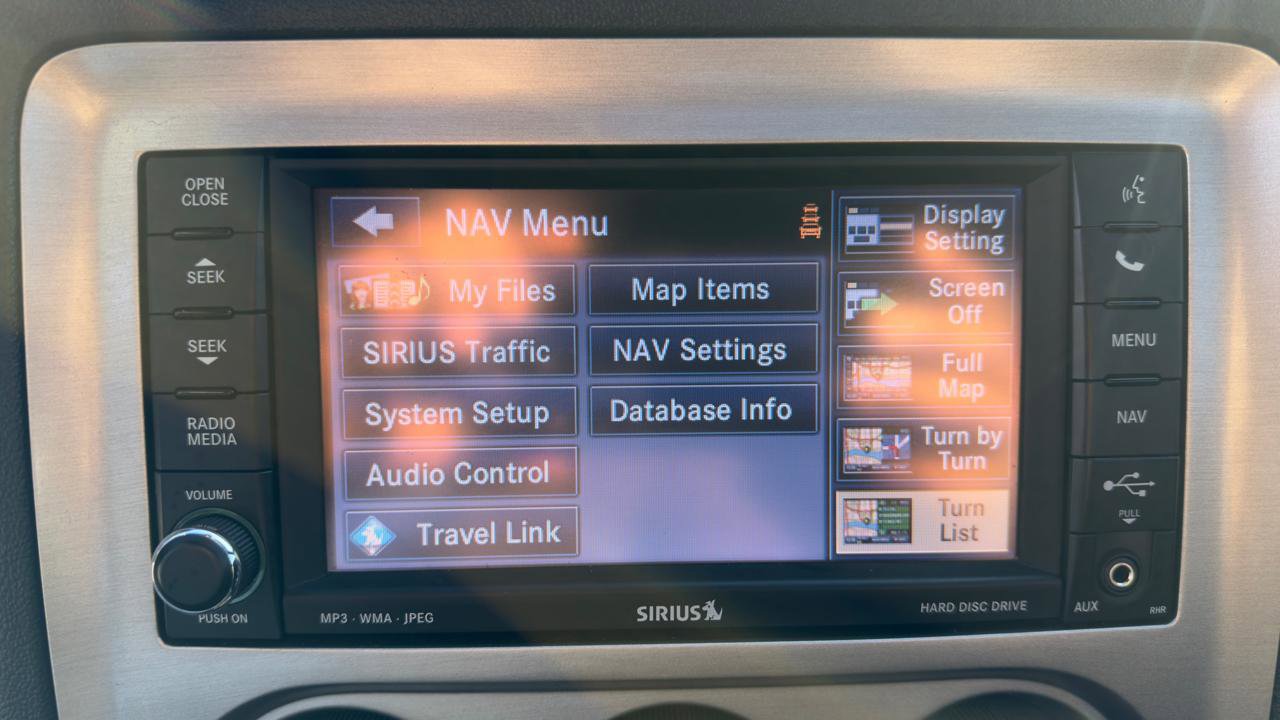 OPEN
CLOSE
SEEK
SEEK
RADIO
MEDIA
VOLUME
PUSH ON
NAV Menu
My Files
Map Items
SIRIUS Traffic
NAV Settings
System Setup
Database Info
Audio Control
Travel Link
Display
Setting
Screen
Off
Full
Map
Turn by
Turn
Turn
List
MENU
NAV
PULL
AUX
RHR
MP3 · WMA · JPEG
SIRIUS
HARD DISC DRIVE